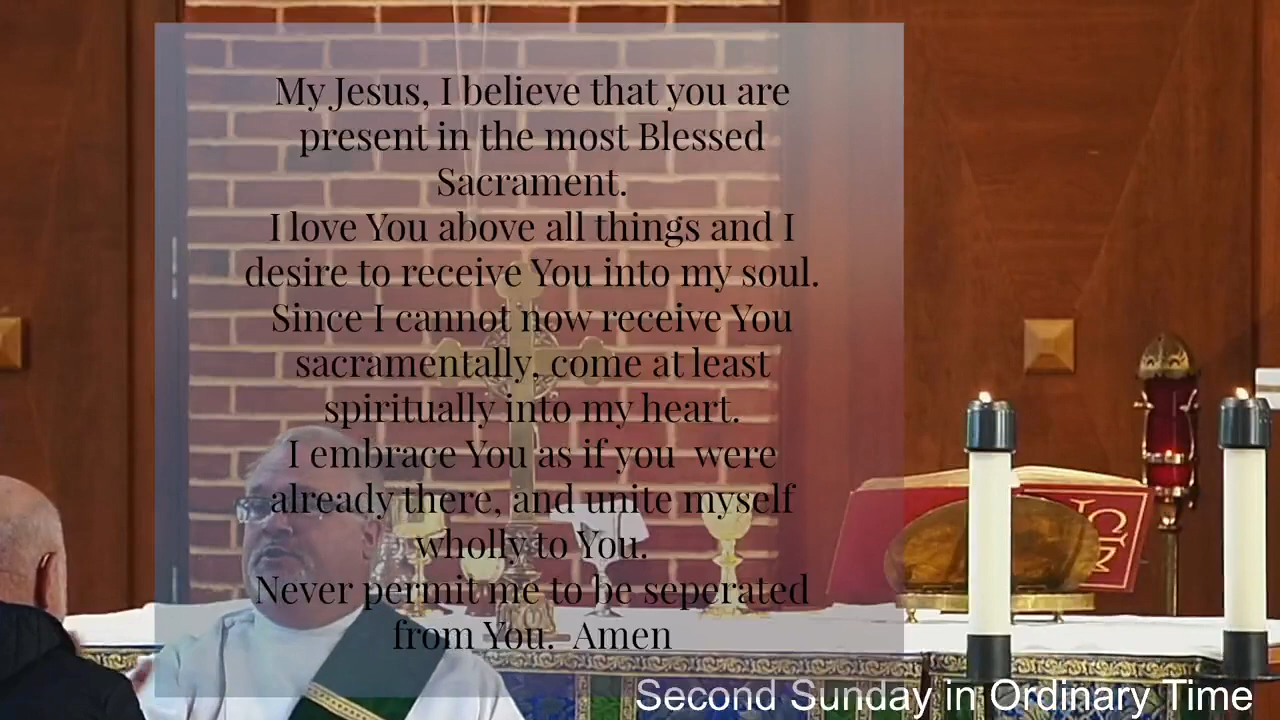 My Jesus, I believe that you are
present in the most Blessed
Sacrament.
I love You above all things and I
desire to receive You into my soul.
Since I cannot now receive You
sacramentally, come at least
spiritually into my heart.
I embrace You as if you  were
already there, and unite myself
wholly to You.
Never permit me to be seperated
from You.  Amen
Second Sunday in Ordinary Time